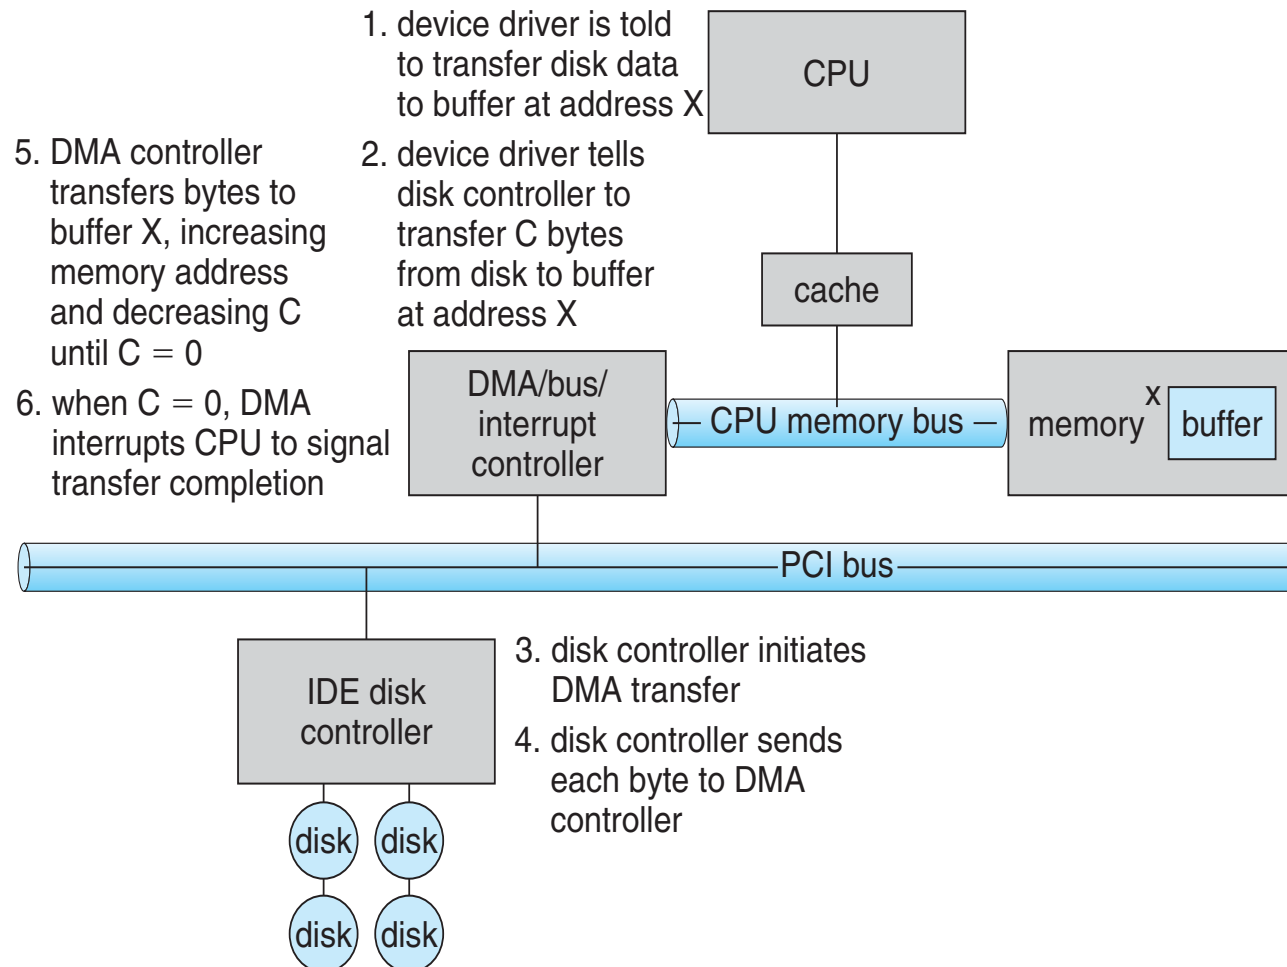 1. device driver is told
to transfer disk data
to buffer at address X
CPU
5. DMA controller
transfers bytes to
buffer X, increasing
memory address
and decreasing C
until C = 0
2. device driver tells
disk controller to
transfer C bytes
from disk to buffer
at address X
cache
6. when C = 0, DMA
interrupts CPU to signal
transfer completion
DMA/bus/
interrupt
controller
CPU memory bus
memory
x
buffer
PCI bus
IDE disk
controller
3. disk controller initiates
DMA transfer
4. disk controller sends
each byte to DMA
controller
disk
disk
disk
disk